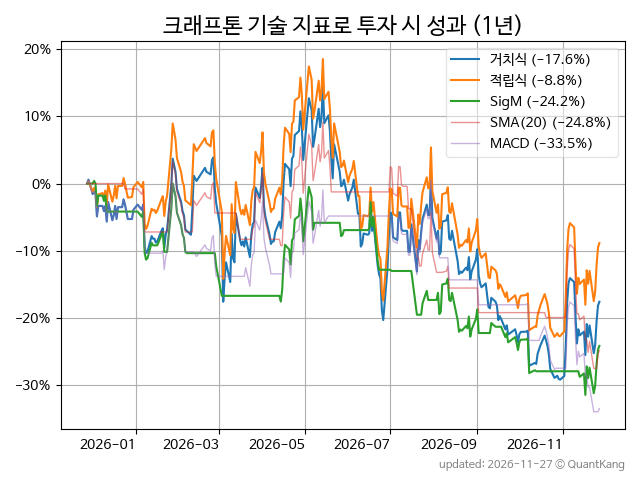 크래프톤 기술 지표로 투자 시 성과 (1년)
거치식 (−17.6%)
적립식 (−8.8%)
SigM (−24.2%)
SMA(20) (−24.8%)
MACD (−33.5%)
20%
10%
0%
−10%
−20%
−30%
2026-01 2026-03 2026-05 2026-07 2026-09 2026-11
updated: 2026-11-27 © QuantKang